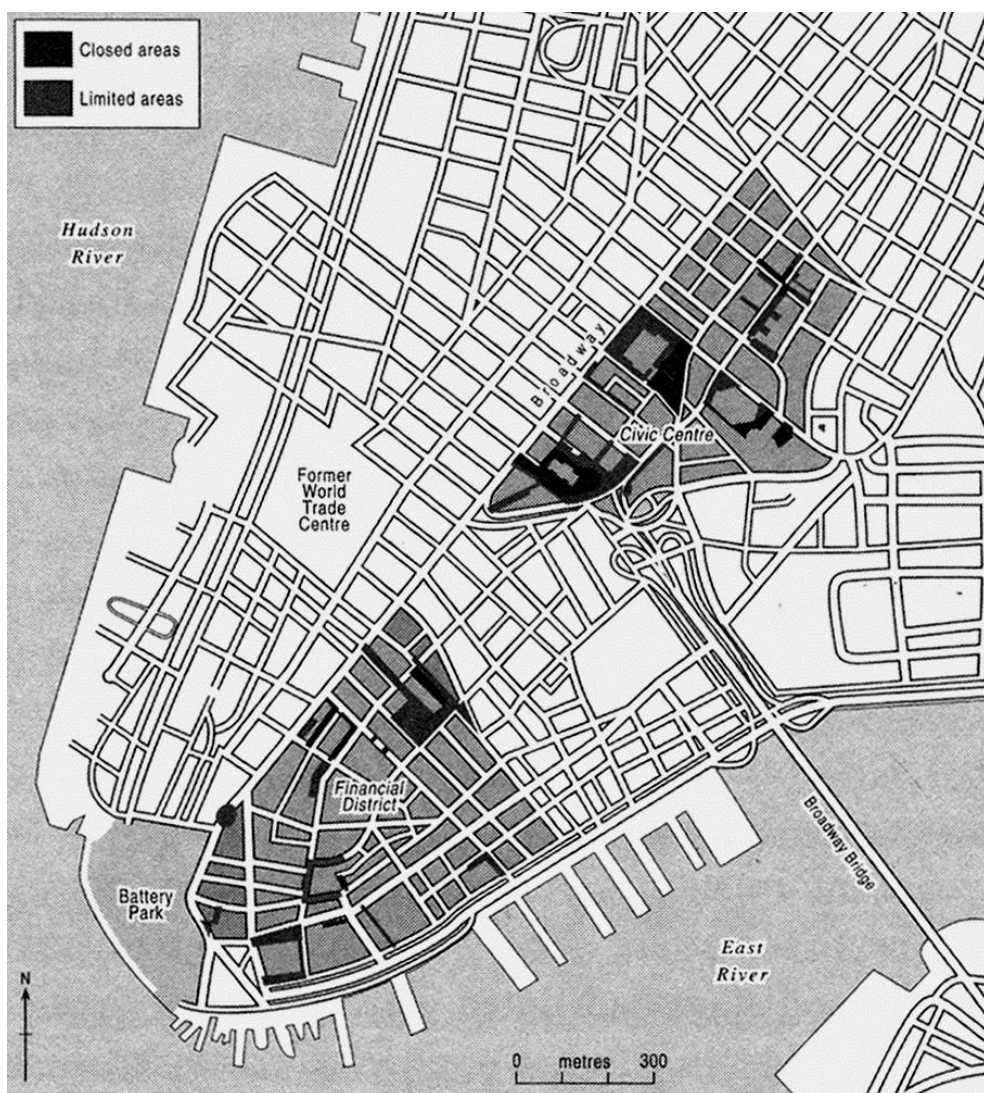 Closed areas
Limited areas
Hudson
River
Broadway
Civic Centre
Former
World
Trade
Centre
Financial
District
Battery
Park
Broadway Bridge
East
River
N
0 metres 300